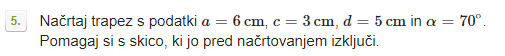 5. Načrtaj trapez s podatki a = 6 cm, c = 3 cm, d = 5 cm in α = 70°.
Pomagaj si s skico, ki jo pred načrtovanjem izključi.